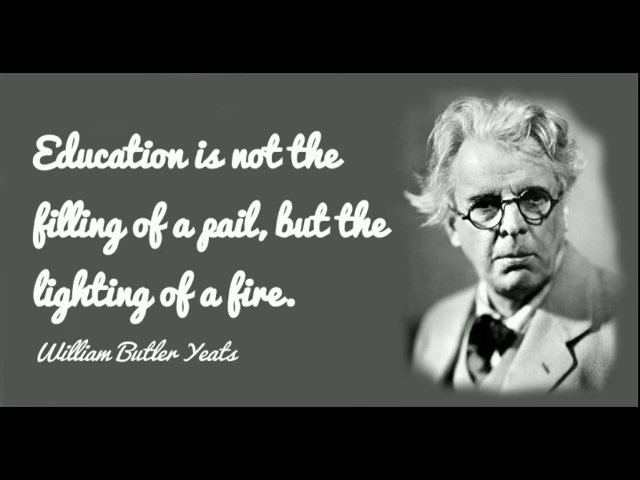 Education is not the
filling of a pail, but the
lighting of a fire.
William Butler Yeats